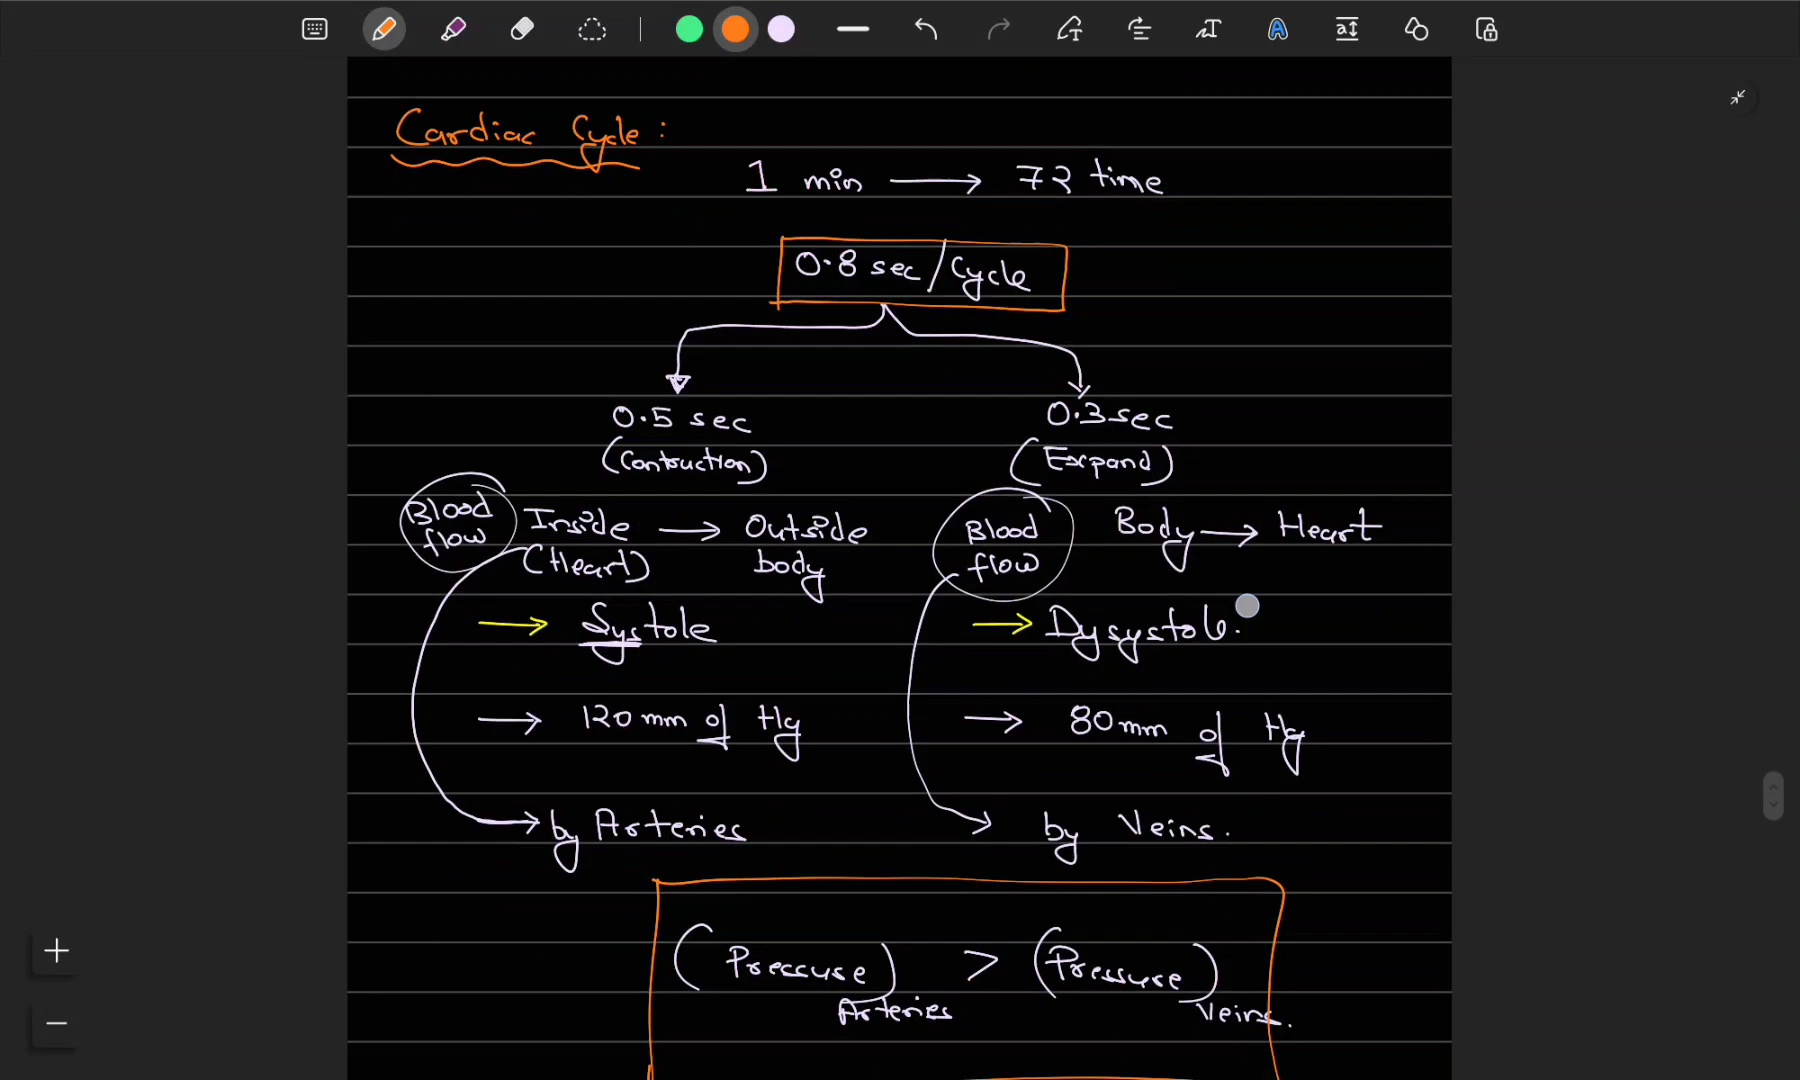 Cardiac Cycle:
1 min → 72 time
0.8 sec/Cycle
0.5 sec
(Contruction)
0.3 sec
(Expand)
Blood flow
Inside (Heart) → Outside body
Blood flow
Body → Heart
→ Systole
→ Dysystole.
→ 120 mm of Hg
→ 80 mm of Hg
by Arteries
by Veins.
(Pressure) Arteries > (Pressure) Veins.